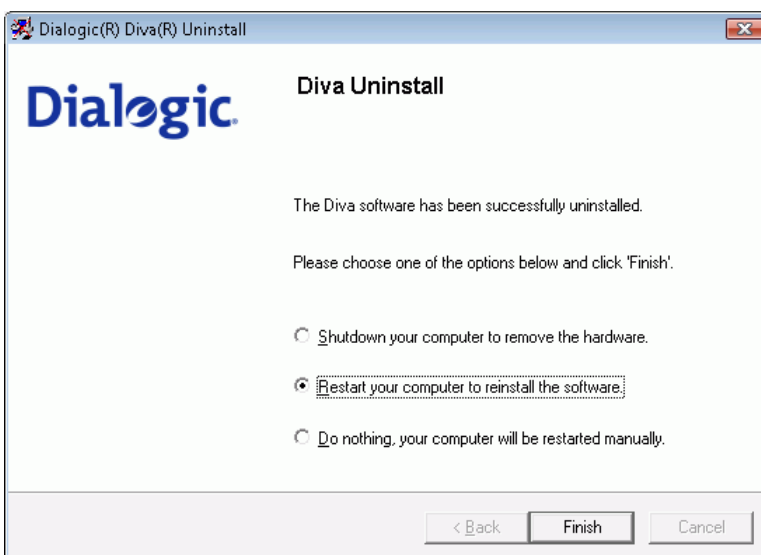 Dialogic(R) Diva(R) Uninstall
Dialogic.
Diva Uninstall
The Diva software has been successfully uninstalled.
Please choose one of the options below and click 'Finish'.
Shutdown your computer to remove the hardware.
Restart your computer to reinstall the software.
Do nothing, your computer will be restarted manually.
< Back
Finish
Cancel